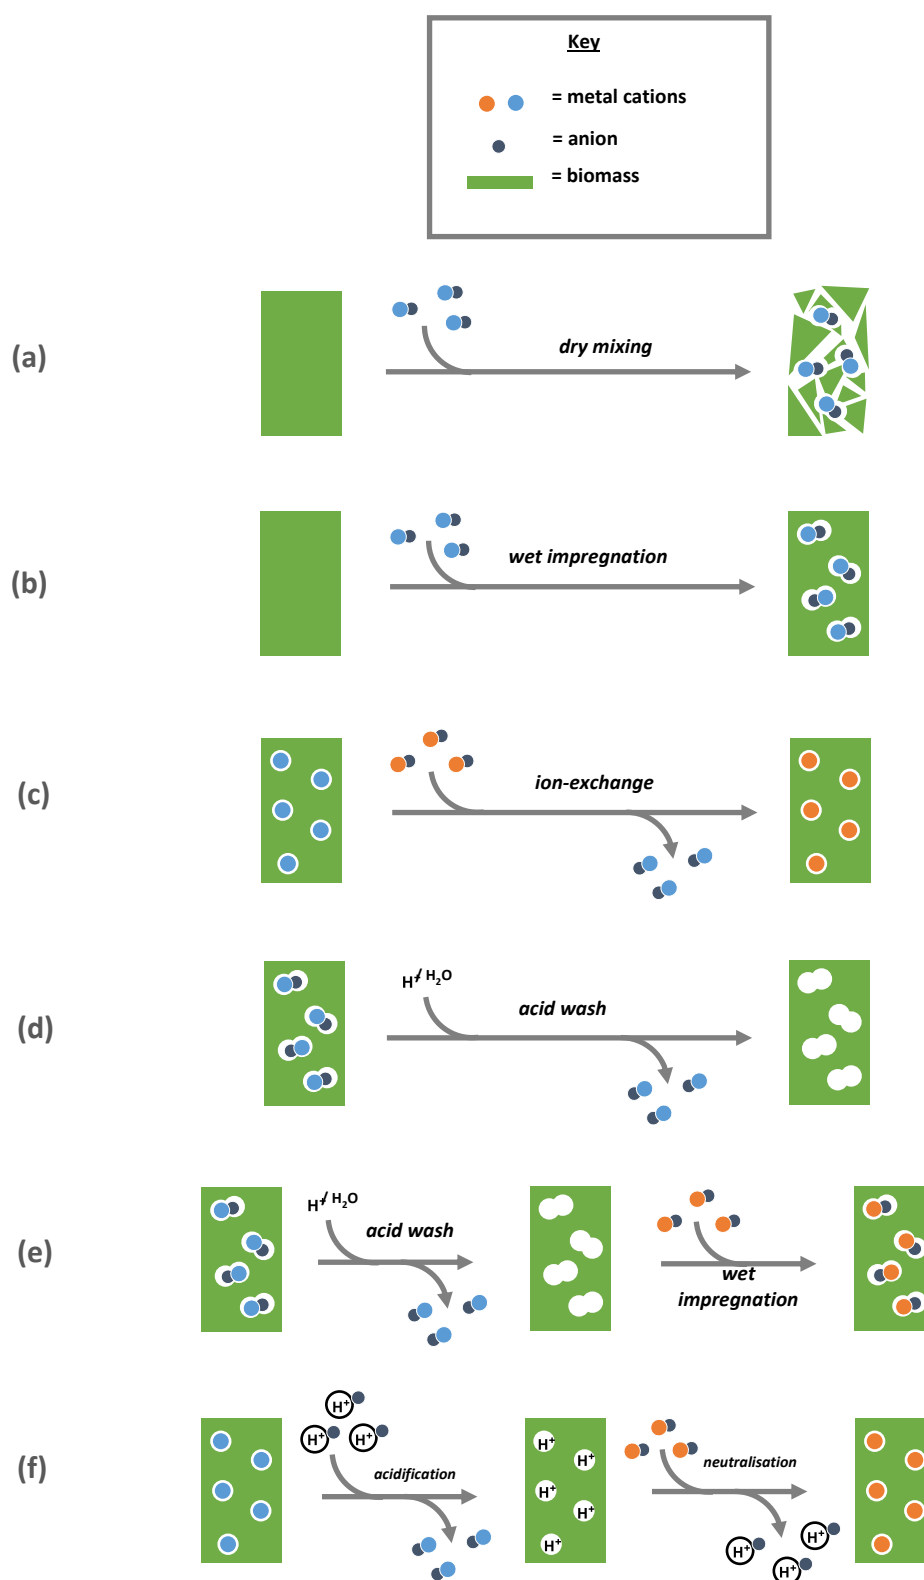 Key
= metal cations
= anion
= biomass
(a)
dry mixing
(b)
wet impregnation
(c)
ion-exchange
(d)
H⁺/H₂O
acid wash
(e)
H⁺/H₂O
acid wash
wet
impregnation
(f)
H⁺
H⁺
H⁺
acidification
H⁺
H⁺
H⁺
H⁺
H⁺
neutralisation
H⁺
H⁺
H⁺